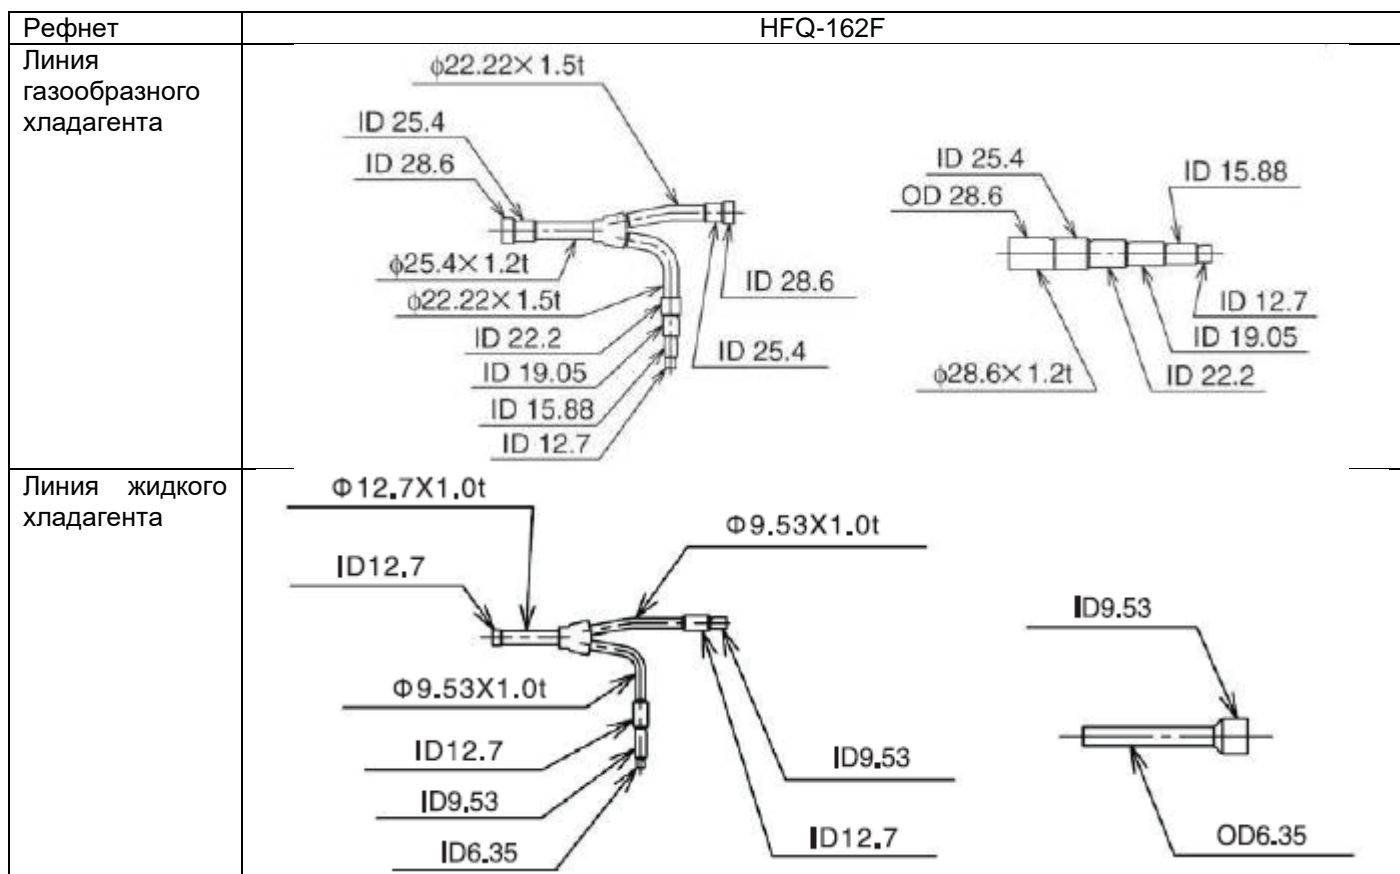 Рефнет
HFQ-162F
Линия
газообразного
хладагента
ϕ22.22×1.5t
ID 25.4
ID 28.6
ϕ25.4×1.2t
ϕ22.22×1.5t
ID 22.2
ID 19.05
ID 15.88
ID 12.7
ID 28.6
ID 25.4
ID 25.4
OD 28.6
ID 15.88
ID 12.7
ID 19.05
ID 22.2
ϕ28.6×1.2t
Линия жидкого
хладагента
Φ12.7X1.0t
ID12.7
Φ9.53X1.0t
Φ9.53X1.0t
ID12.7
ID9.53
ID6.35
ID9.53
ID12.7
ID9.53
OD6.35